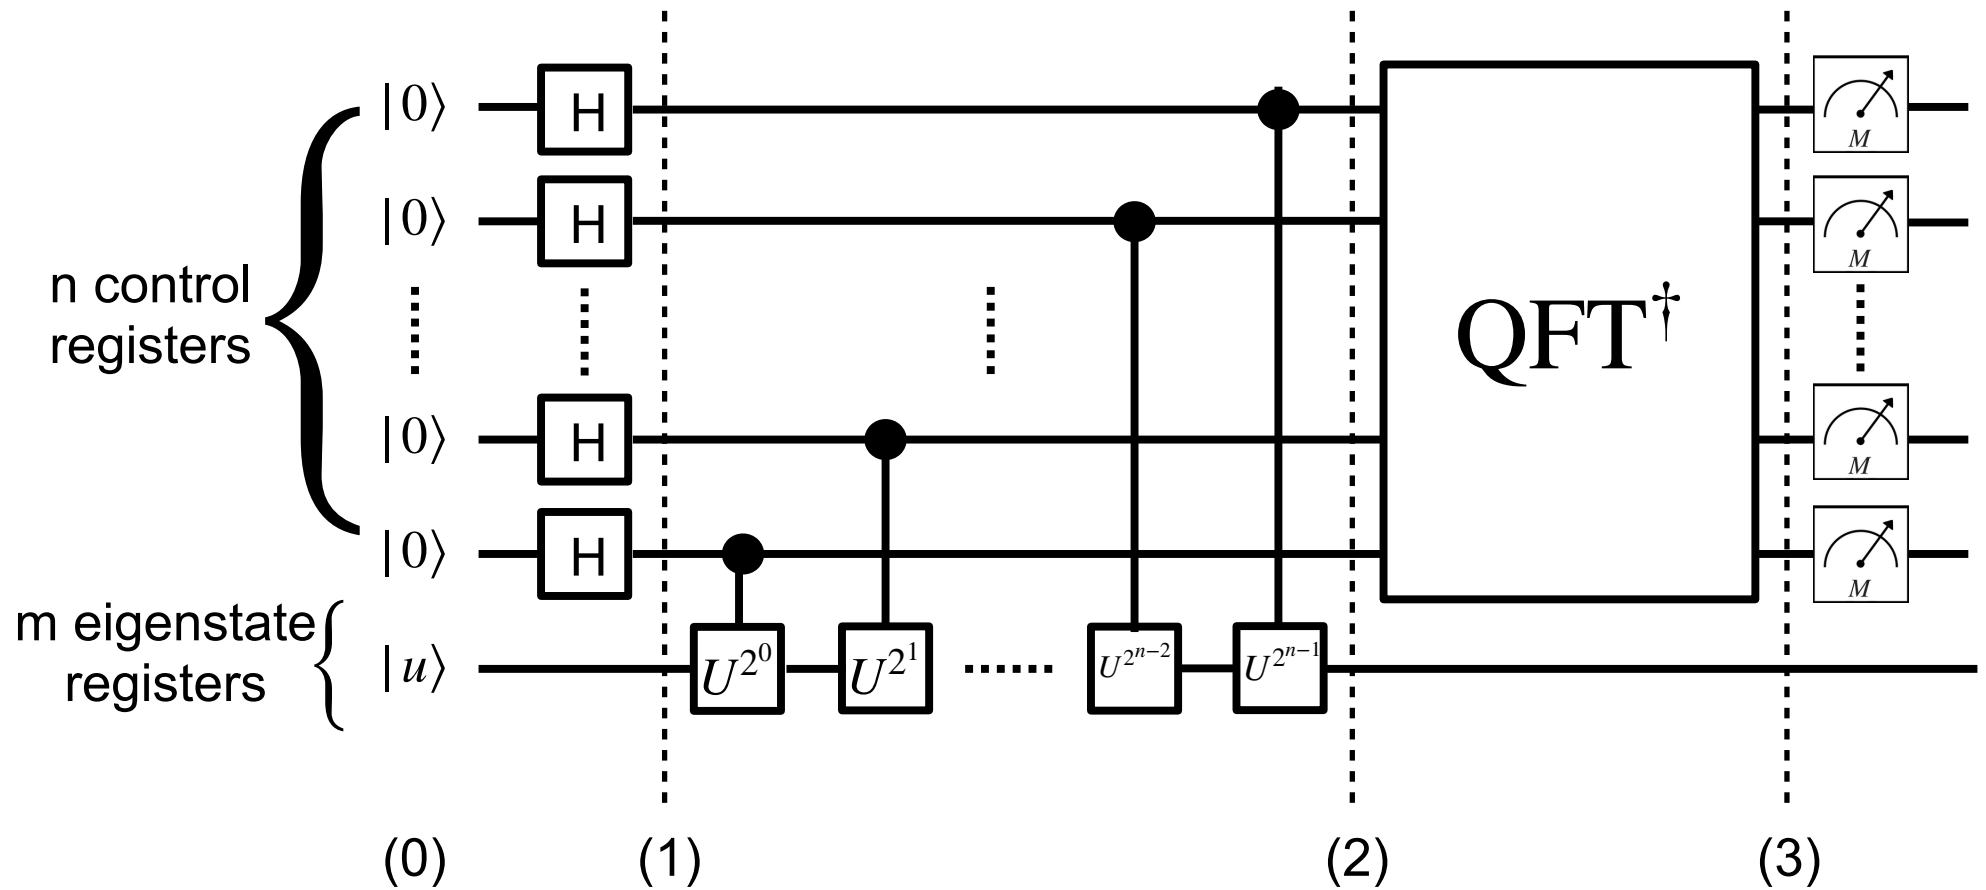 |0⟩ H M
|0⟩ H M
n control
registers
QFT†
|0⟩ H M
|0⟩ H M
m eigenstate
registers
|u⟩ U^{2^0} U^{2^1} U^{2^{n−2}} U^{2^{n−1}}
(0) (1) (2) (3)